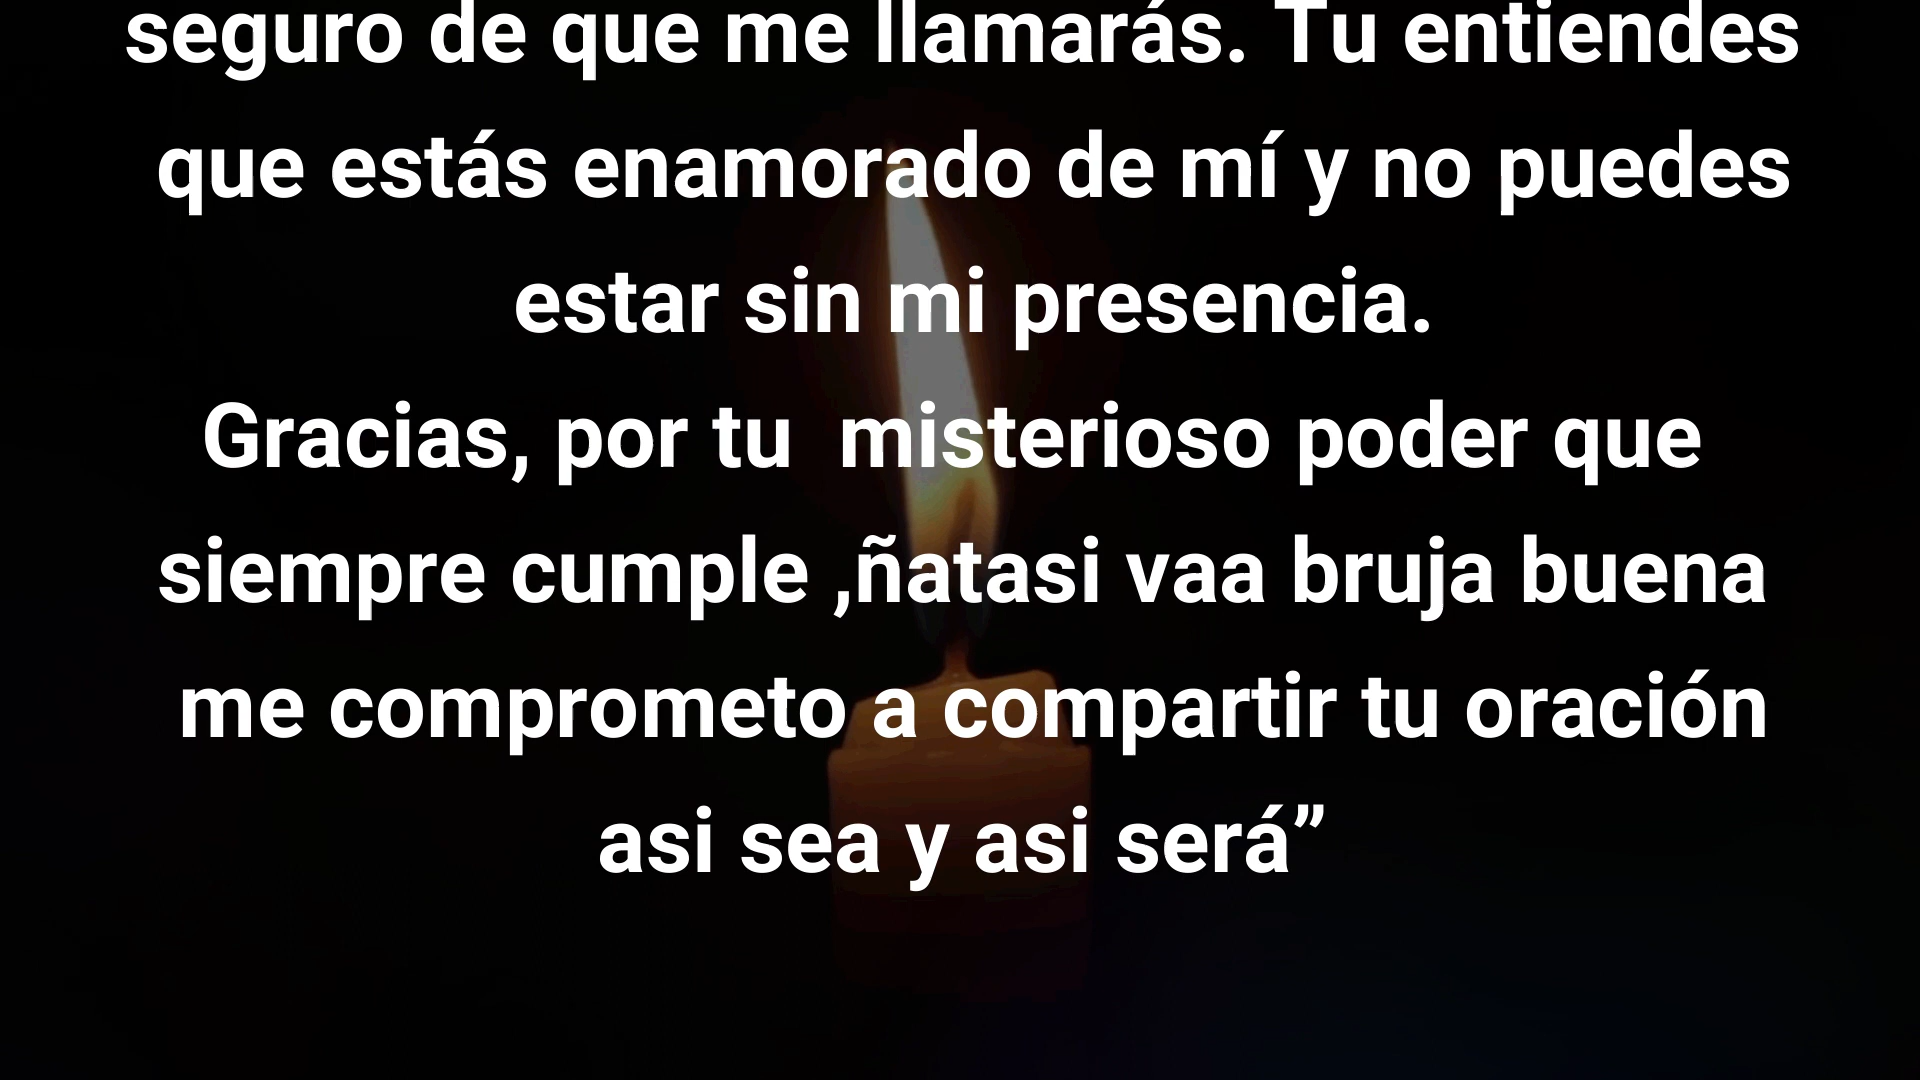 seguro de que me llamarás. Tu entiendes
que estás enamorado de mí y no puedes
estar sin mi presencia.
Gracias, por tu  misterioso poder que
siempre cumple ,ñatasi vaa bruja buena
me comprometo a compartir tu oración
asi sea y asi será”